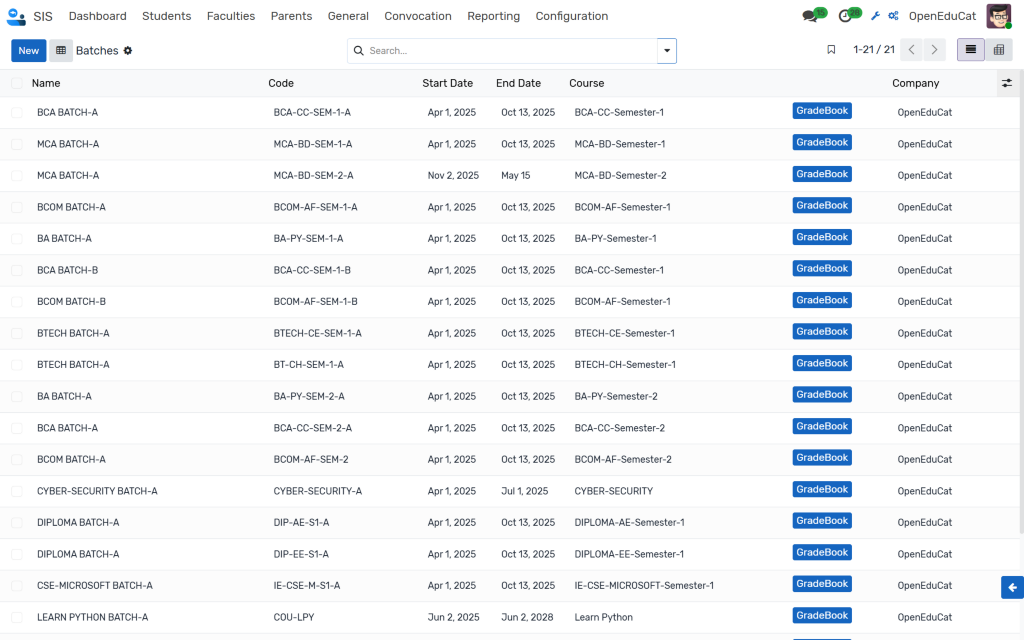 SIS Dashboard Students Faculties Parents General Convocation Reporting Configuration 15 28 OpenEduCat
New Batches Search... 1-21 / 21
Name Code Start Date End Date Course Company
BCA BATCH-A BCA-CC-SEM-1-A Apr 1, 2025 Oct 13, 2025 BCA-CC-Semester-1 GradeBook OpenEduCat
MCA BATCH-A MCA-BD-SEM-1-A Apr 1, 2025 Oct 13, 2025 MCA-BD-Semester-1 GradeBook OpenEduCat
MCA BATCH-A MCA-BD-SEM-2-A Nov 2, 2025 May 15 MCA-BD-Semester-2 GradeBook OpenEduCat
BCOM BATCH-A BCOM-AF-SEM-1-A Apr 1, 2025 Oct 13, 2025 BCOM-AF-Semester-1 GradeBook OpenEduCat
BA BATCH-A BA-PY-SEM-1-A Apr 1, 2025 Oct 13, 2025 BA-PY-Semester-1 GradeBook OpenEduCat
BCA BATCH-B BCA-CC-SEM-1-B Apr 1, 2025 Oct 13, 2025 BCA-CC-Semester-1 GradeBook OpenEduCat
BCOM BATCH-B BCOM-AF-SEM-1-B Apr 1, 2025 Oct 13, 2025 BCOM-AF-Semester-1 GradeBook OpenEduCat
BTECH BATCH-A BTECH-CE-SEM-1-A Apr 1, 2025 Oct 13, 2025 BTECH-CE-Semester-1 GradeBook OpenEduCat
BTECH BATCH-A BT-CH-SEM-1-A Apr 1, 2025 Oct 13, 2025 BTECH-CH-Semester-1 GradeBook OpenEduCat
BA BATCH-A BA-PY-SEM-2-A Apr 1, 2025 Oct 13, 2025 BA-PY-Semester-2 GradeBook OpenEduCat
BCA BATCH-A BCA-CC-SEM-2-A Apr 1, 2025 Oct 13, 2025 BCA-CC-Semester-2 GradeBook OpenEduCat
BCOM BATCH-A BCOM-AF-SEM-2 Apr 1, 2025 Oct 13, 2025 BCOM-AF-Semester-2 GradeBook OpenEduCat
CYBER-SECURITY BATCH-A CYBER-SECURITY-A Apr 1, 2025 Jul 1, 2025 CYBER-SECURITY GradeBook OpenEduCat
DIPLOMA BATCH-A DIP-AE-S1-A Apr 1, 2025 Oct 13, 2025 DIPLOMA-AE-Semester-1 GradeBook OpenEduCat
DIPLOMA BATCH-A DIP-EE-S1-A Apr 1, 2025 Oct 13, 2025 DIPLOMA-EE-Semester-1 GradeBook OpenEduCat
CSE-MICROSOFT BATCH-A IE-CSE-M-S1-A Apr 1, 2025 Oct 13, 2025 IE-CSE-MICROSOFT-Semester-1 GradeBook OpenEduCat
LEARN PYTHON BATCH-A COU-LPY Jun 2, 2025 Jun 2, 2028 Learn Python GradeBook OpenEduCat